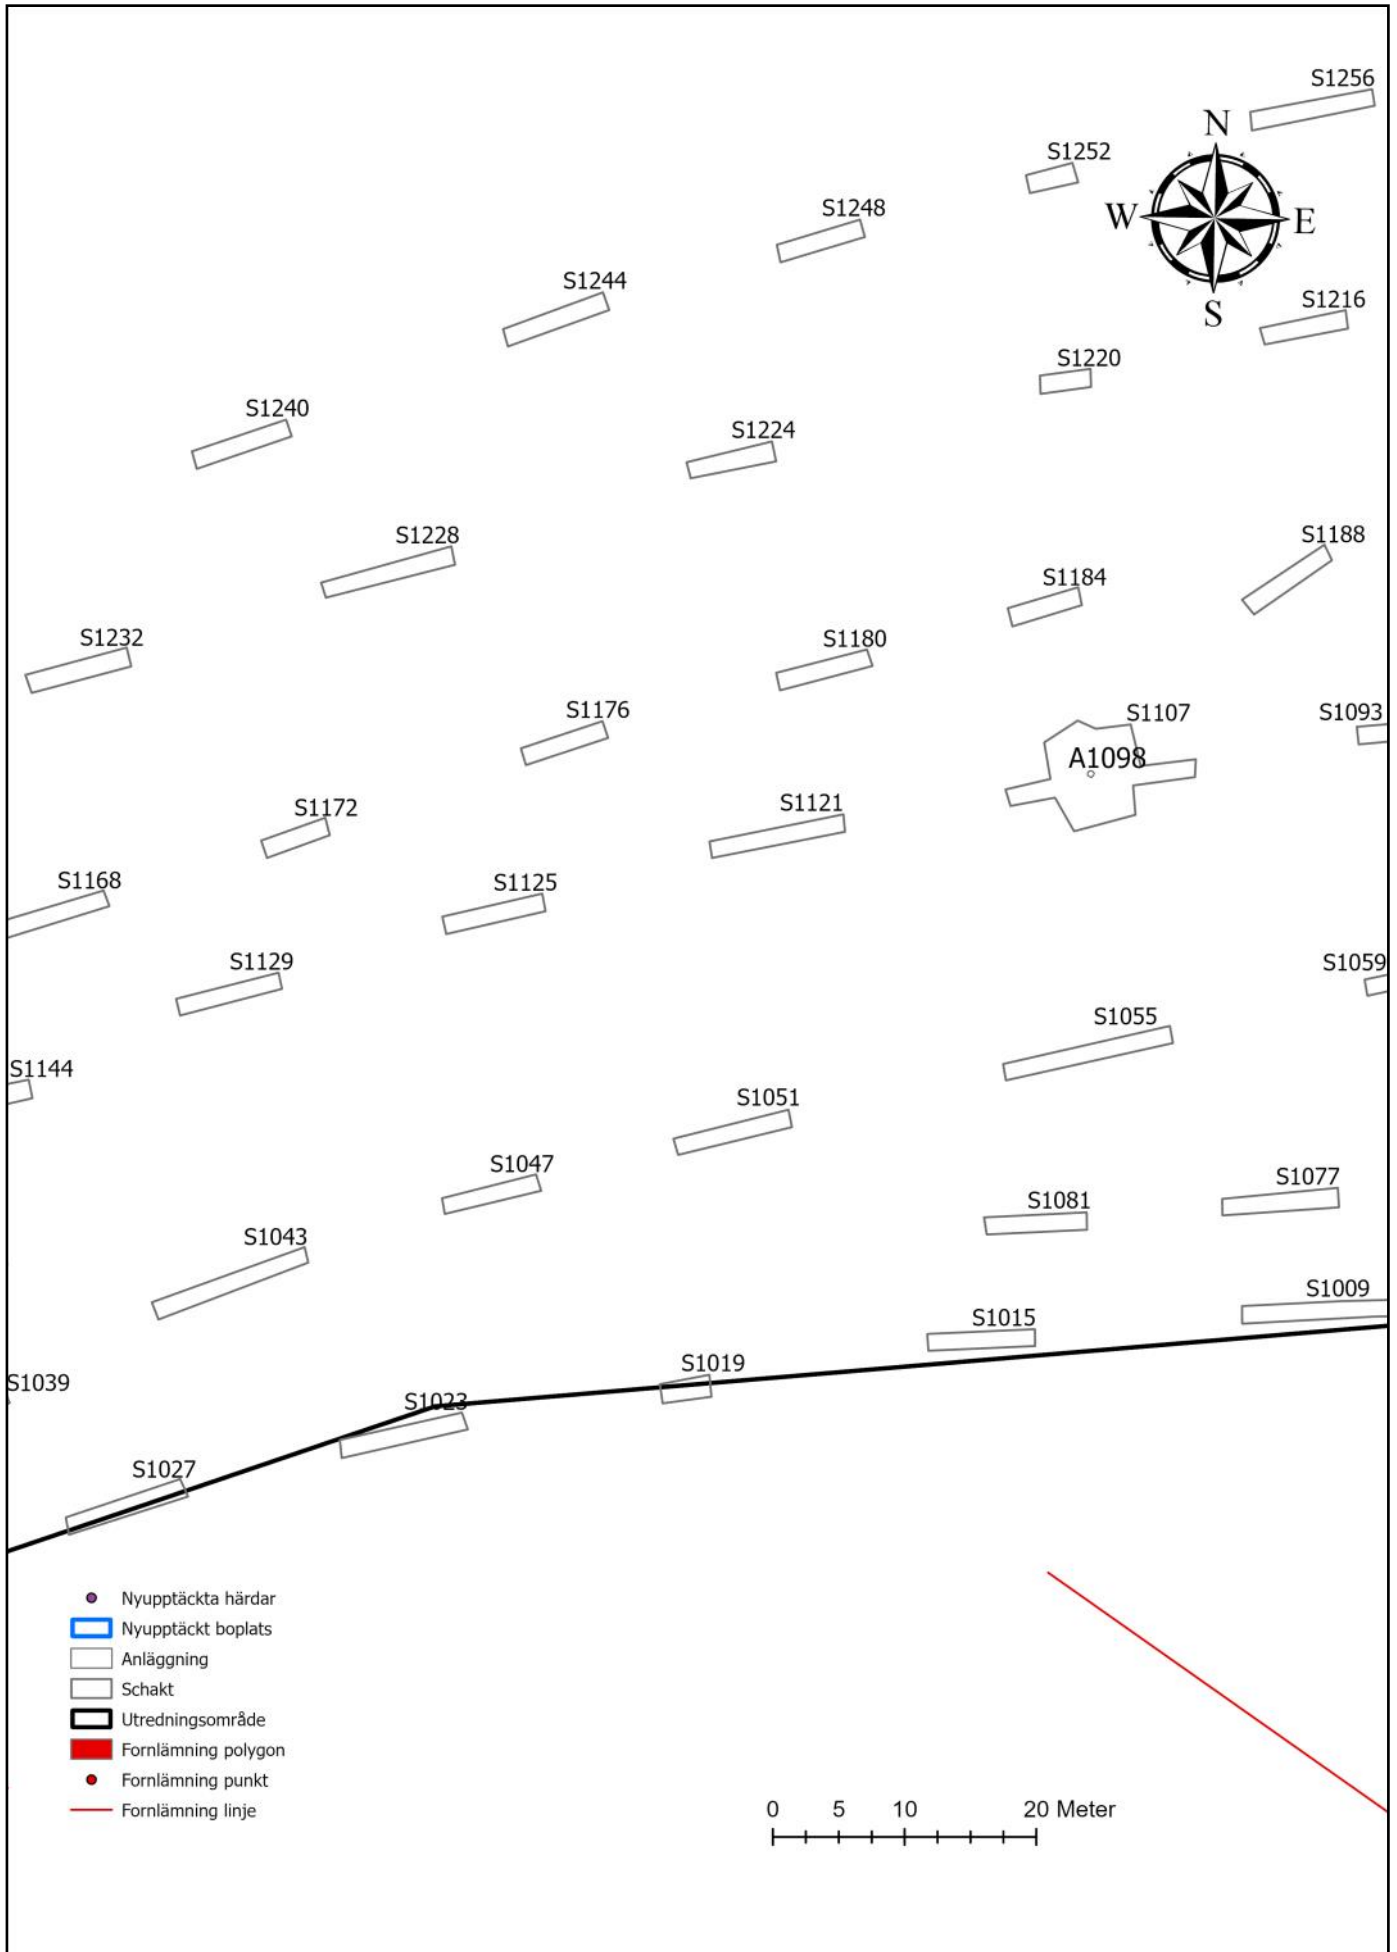 S1256
N
S1252
S1248
W
E
S1244
S1216
S
S1220
S1240
S1224
S1228
S1188
S1184
S1232
S1180
S1176
S1107
S1093
A1098
S1172
S1121
S1168
S1125
S1129
S1059
S1055
S1144
S1051
S1047
S1077
S1081
S1043
S1009
S1015
S1019
S1039
S1023
S1027
Nyupptäckta härdar
Nyupptäckt boplats
Anläggning
Schakt
Utredningsområde
Fornlämning polygon
Fornlämning punkt
Fornlämning linje
0 5 10 20 Meter